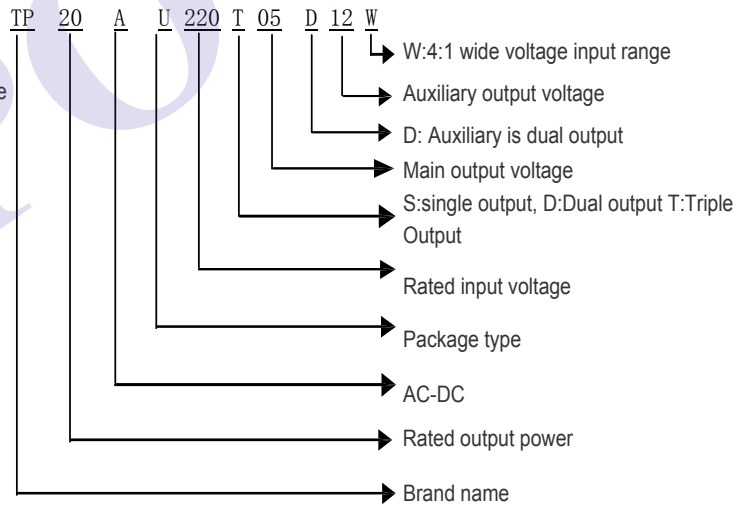 TP 20 A U 220 T 05 D 12 W
W:4:1 wide voltage input range
Auxiliary output voltage
D: Auxiliary is dual output
Main output voltage
S:single output, D:Dual output T:Triple
Output
Rated input voltage
Package type
AC-DC
Rated output power
Brand name